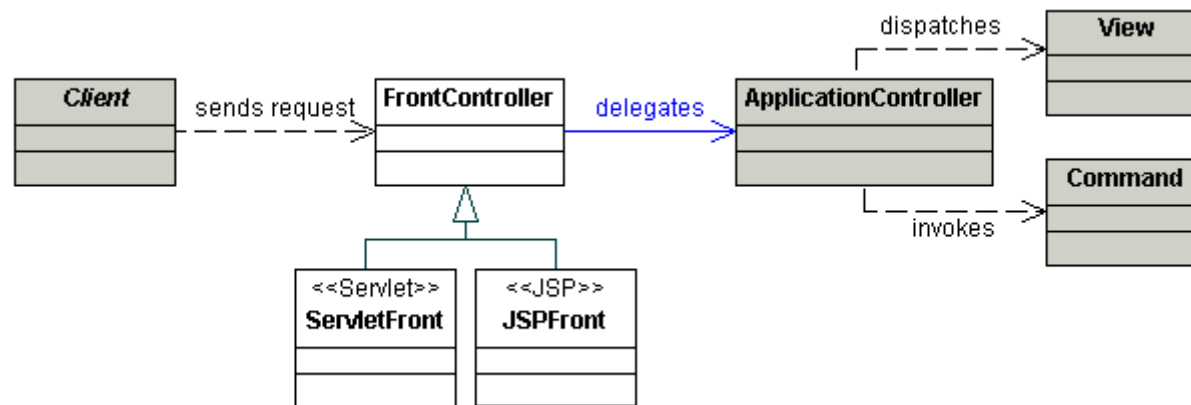 dispatches
View
Client
sends request
FrontController
delegates
ApplicationController
Command
invokes
<<Servlet>>
ServletFront
<<JSP>>
JSPFront